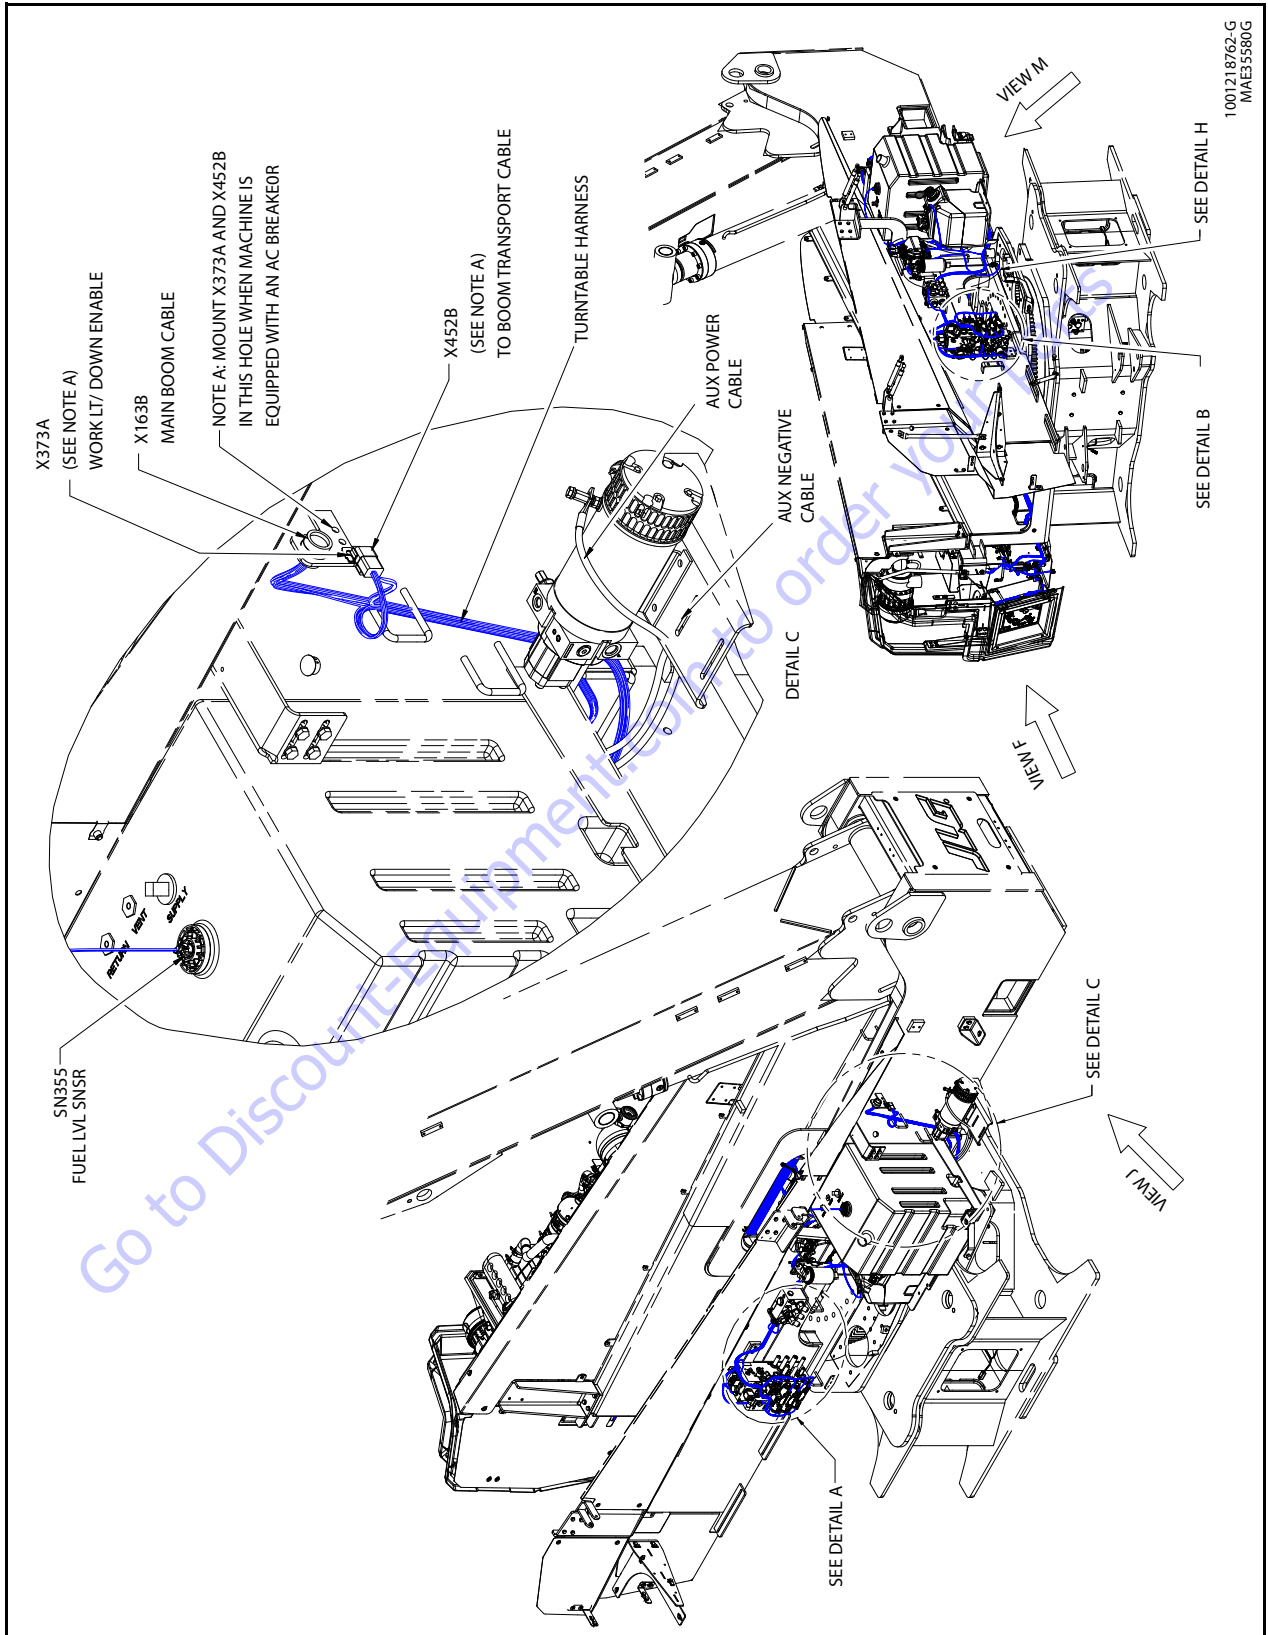 SN355
FUEL LVL SNSR
RETURN
VENT
SUPPLY
X373A
(SEE NOTE A)
WORK LT/ DOWN ENABLE
X163B
MAIN BOOM CABLE
NOTE A: MOUNT X373A AND X452B
IN THIS HOLE WHEN MACHINE IS
EQUIPPED WITH AN AC BREAKE0R
X452B
(SEE NOTE A)
TO BOOM TRANSPORT CABLE
TURNTABLE HARNESS
AUX POWER
CABLE
AUX NEGATIVE
CABLE
DETAIL C
VIEW M
SEE DETAIL H
SEE DETAIL B
VIEW F
JLG
SEE DETAIL C
VIEW J
SEE DETAIL A
1001218762-G
MAE35580G
Go to Discount-Equipment.com to order your parts